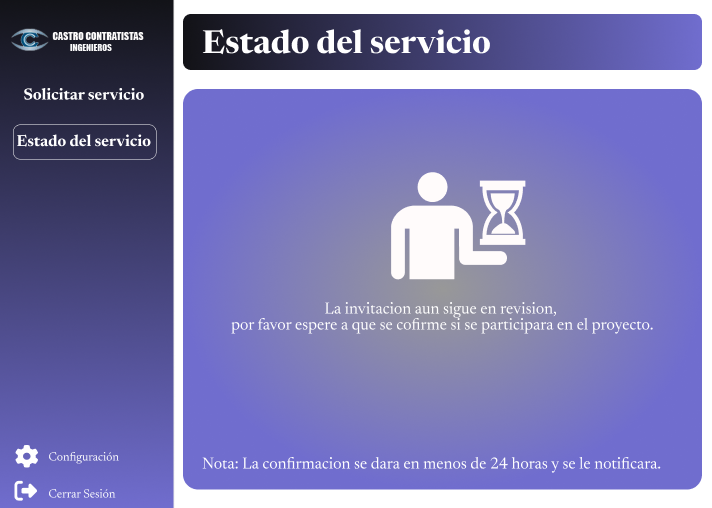 CASTRO CONTRATISTAS
INGENIEROS
Solicitar servicio
Estado del servicio
Configuración
Cerrar Sesión
Estado del servicio
La invitacion aun sigue en revision,
por favor espere a que se cofirme si se participara en el proyecto.
Nota: La confirmacion se dara en menos de 24 horas y se le notificara.